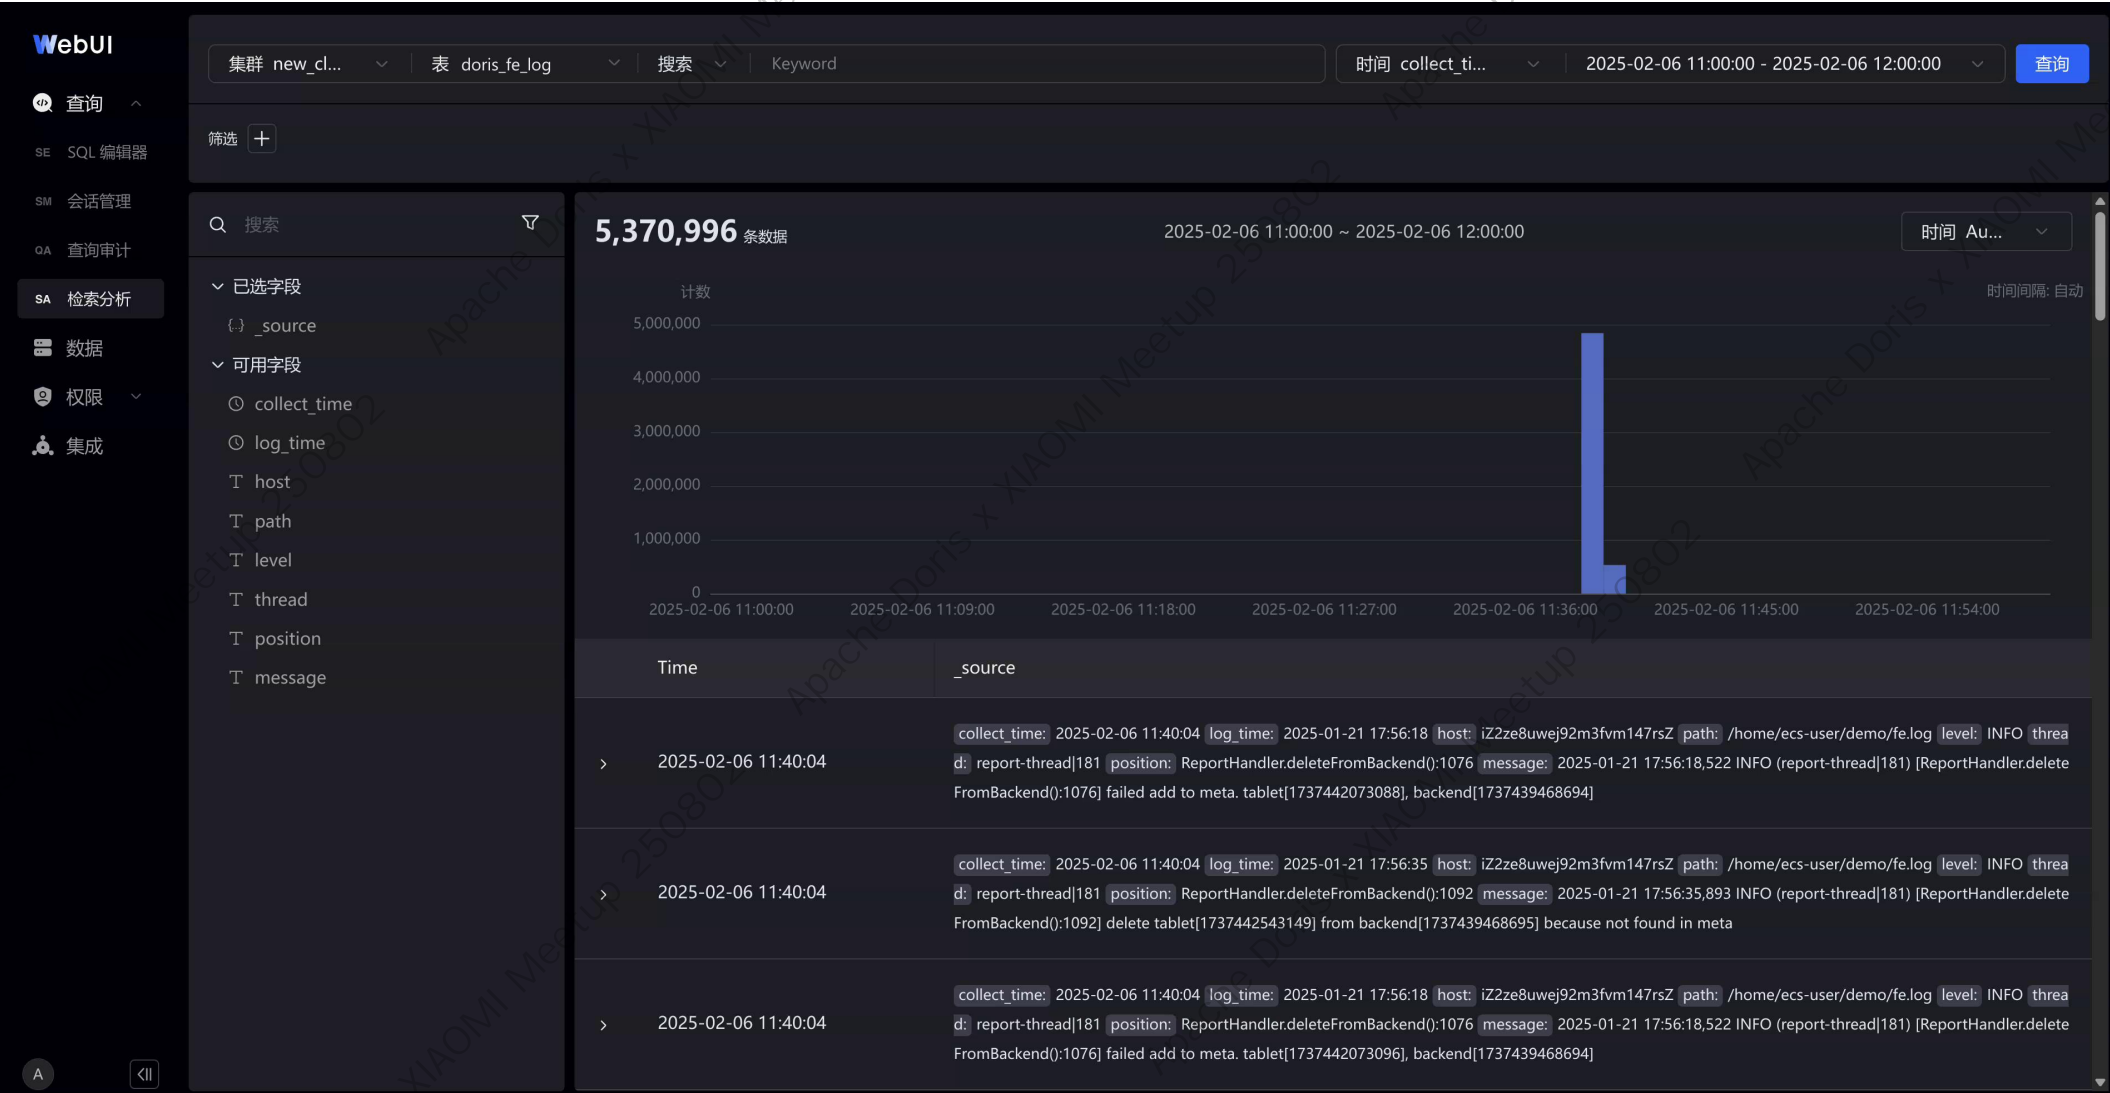 WebUI
集群 new_cl...
表 doris_fe_log
搜索
Keyword
时间 collect_ti...
2025-02-06 11:00:00 - 2025-02-06 12:00:00
查询
筛选
查询
SE SQL 编辑器
SM 会话管理
QA 查询审计
SA 检索分析
数据
权限
集成
A
搜索
已选字段
{..} _source
可用字段
collect_time
log_time
T host
T path
T level
T thread
T position
T message
5,370,996 条数据
2025-02-06 11:00:00 ~ 2025-02-06 12:00:00
时间 Au...
计数
时间间隔: 自动
5,000,000
4,000,000
3,000,000
2,000,000
1,000,000
0
2025-02-06 11:00:00
2025-02-06 11:09:00
2025-02-06 11:18:00
2025-02-06 11:27:00
2025-02-06 11:36:00
2025-02-06 11:45:00
2025-02-06 11:54:00
Time
_source
2025-02-06 11:40:04
collect_time: 2025-02-06 11:40:04 log_time: 2025-01-21 17:56:18 host: iZ2ze8uwej92m3fvm147rsZ path: /home/ecs-user/demo/fe.log level: INFO threa
d: report-thread|181 position: ReportHandler.deleteFromBackend():1076 message: 2025-01-21 17:56:18,522 INFO (report-thread|181) [ReportHandler.delete
FromBackend():1076] failed add to meta. tablet[1737442073088], backend[1737439468694]
2025-02-06 11:40:04
collect_time: 2025-02-06 11:40:04 log_time: 2025-01-21 17:56:35 host: iZ2ze8uwej92m3fvm147rsZ path: /home/ecs-user/demo/fe.log level: INFO threa
d: report-thread|181 position: ReportHandler.deleteFromBackend():1092 message: 2025-01-21 17:56:35,893 INFO (report-thread|181) [ReportHandler.delete
FromBackend():1092] delete tablet[1737442543149] from backend[1737439468695] because not found in meta
2025-02-06 11:40:04
collect_time: 2025-02-06 11:40:04 log_time: 2025-01-21 17:56:18 host: iZ2ze8uwej92m3fvm147rsZ path: /home/ecs-user/demo/fe.log level: INFO threa
d: report-thread|181 position: ReportHandler.deleteFromBackend():1076 message: 2025-01-21 17:56:18,522 INFO (report-thread|181) [ReportHandler.delete
FromBackend():1076] failed add to meta. tablet[1737442073096], backend[1737439468694]
Apache Doris x XIAOMI Meetup 250802